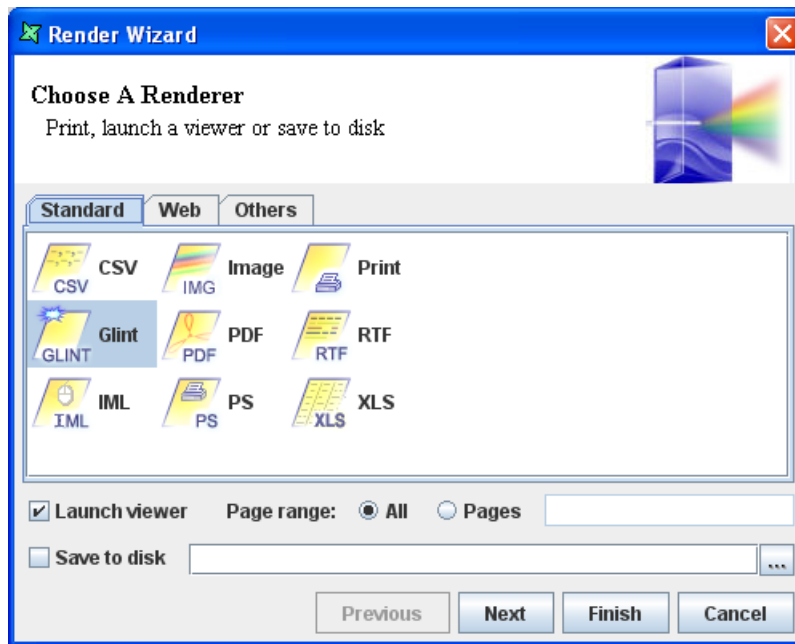 Render Wizard
Choose A Renderer
Print, launch a viewer or save to disk
Standard Web Others
CSV CSV IMG Image Print
GLINT Glint PDF PDF RTF RTF
IML IML PS PS XLS XLS
Launch viewer Page range: All Pages
Save to disk ...
Previous Next Finish Cancel